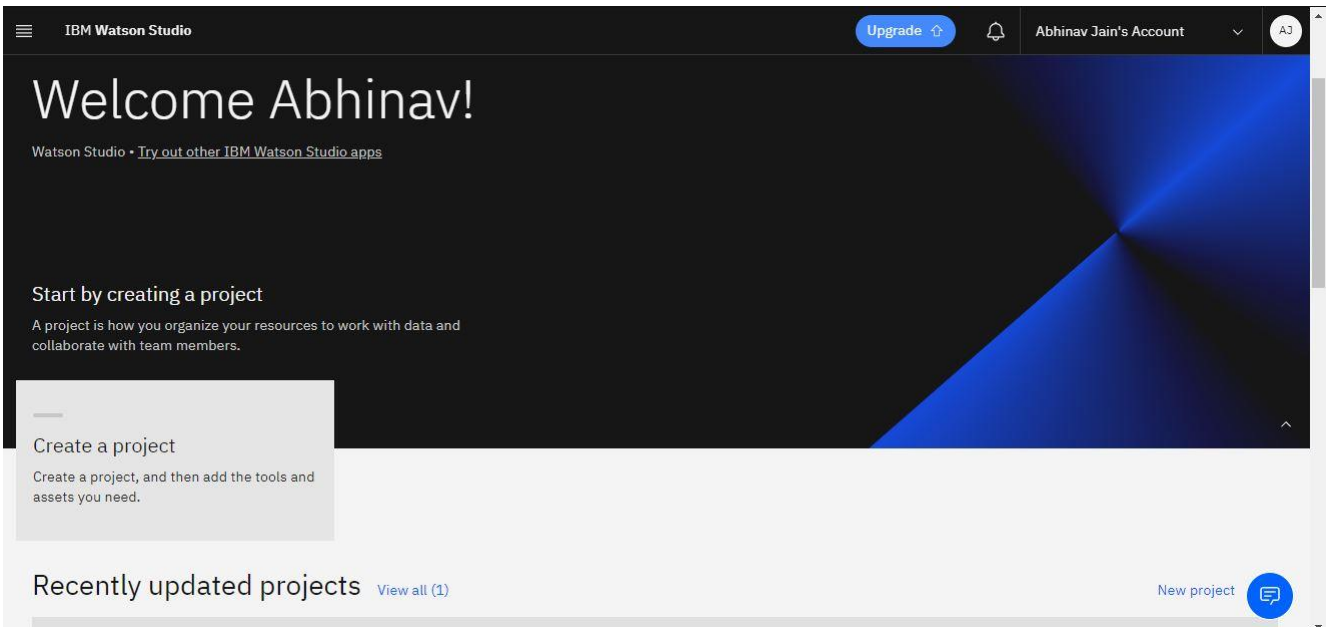 IBM Watson Studio
Upgrade
Abhinav Jain's Account
AJ
Welcome Abhinav!
Watson Studio • Try out other IBM Watson Studio apps
Start by creating a project
A project is how you organize your resources to work with data and
collaborate with team members.
Create a project
Create a project, and then add the tools and
assets you need.
Recently updated projects
View all (1)
New project